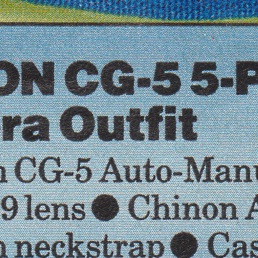 ON CG-5 5-P
ra Outfit
n CG-5 Auto-Manu
9 lens ● Chinon A
n neckstrap ● Cas